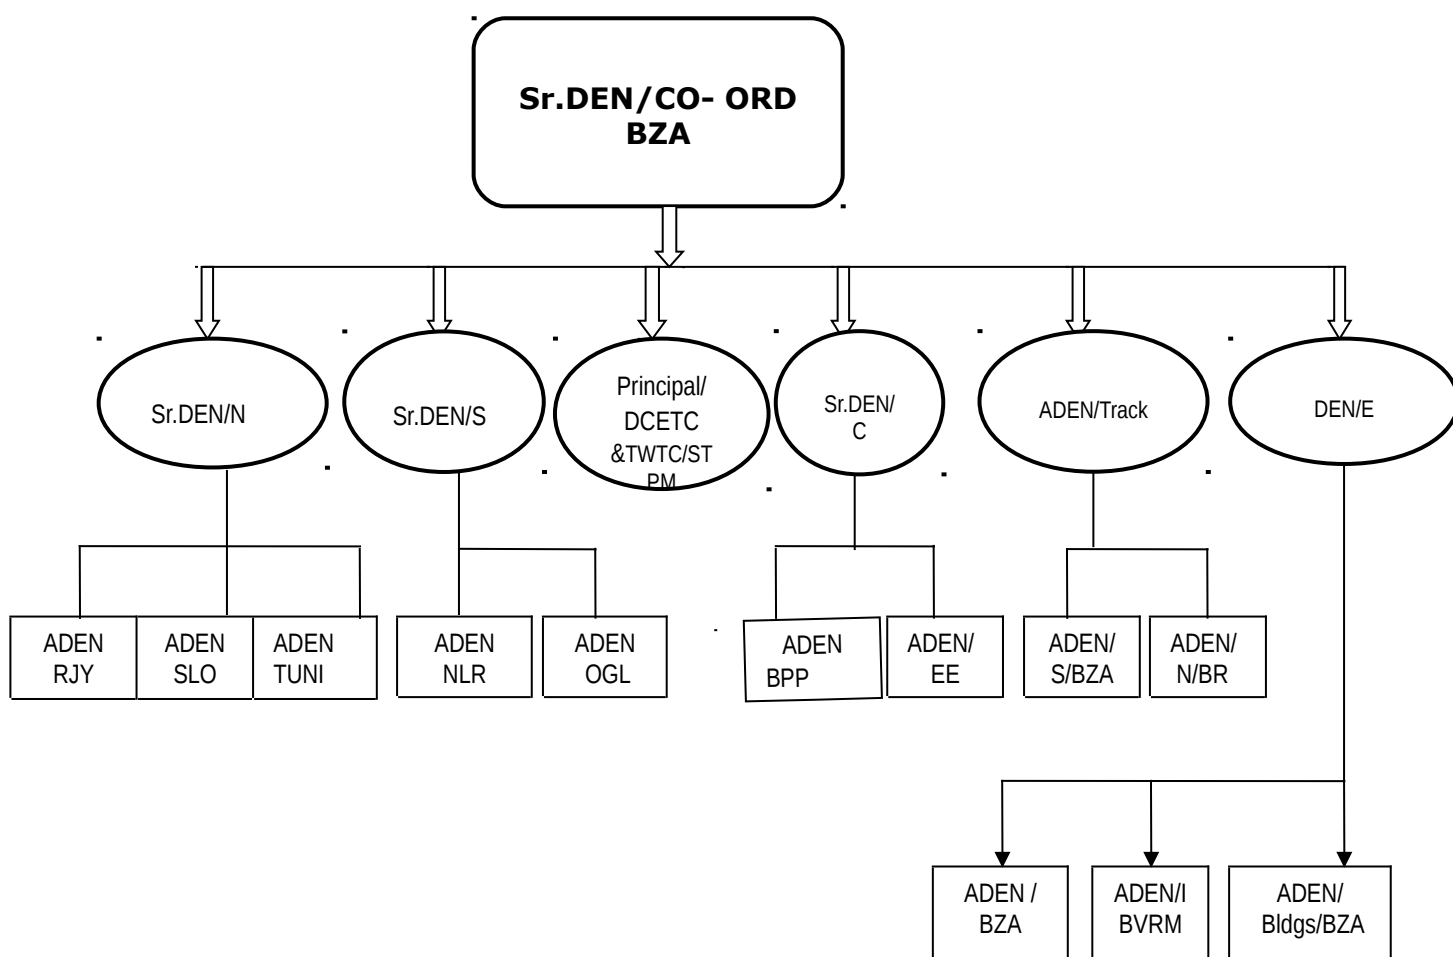 Sr.DEN/CO- ORD
BZA
Sr.DEN/N
Sr.DEN/S
Principal/
DCETC
&TWTC/ST
PM
Sr.DEN/
C
ADEN/Track
DEN/E
ADEN
RJY
ADEN
SLO
ADEN
TUNI
ADEN
NLR
ADEN
OGL
ADEN
BPP
ADEN/
EE
ADEN/
S/BZA
ADEN/
N/BR
ADEN /
BZA
ADEN/I
BVRM
ADEN/
Bldgs/BZA